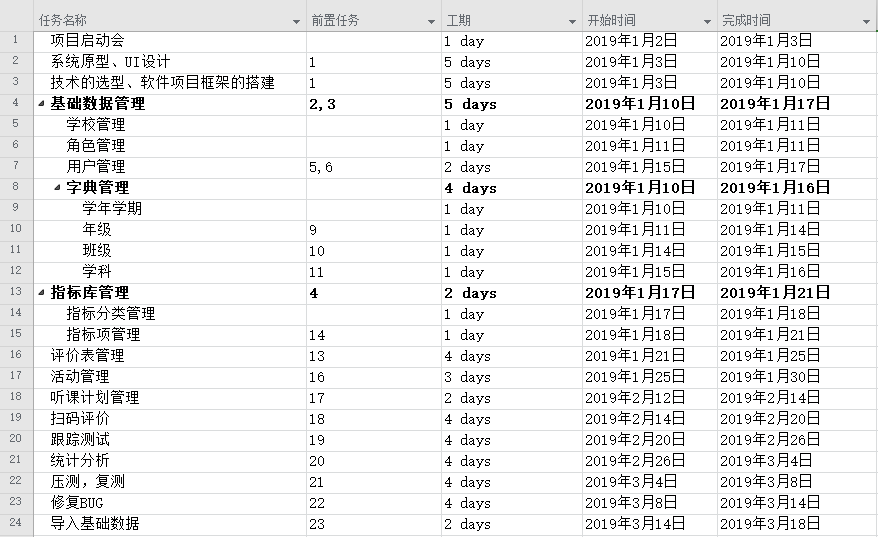 任务名称 前置任务 工期 开始时间 完成时间
1 项目启动会 1 day 2019年1月2日 2019年1月3日
2 系统原型、UI设计 1 5 days 2019年1月3日 2019年1月10日
3 技术的选型、软件项目框架的搭建 1 5 days 2019年1月3日 2019年1月10日
4 基础数据管理 2,3 5 days 2019年1月10日 2019年1月17日
5 学校管理 1 day 2019年1月10日 2019年1月11日
6 角色管理 1 day 2019年1月11日 2019年1月11日
7 用户管理 5,6 2 days 2019年1月15日 2019年1月17日
8 字典管理 4 days 2019年1月10日 2019年1月16日
9 学年学期 1 day 2019年1月10日 2019年1月11日
10 年级 9 1 day 2019年1月11日 2019年1月14日
11 班级 10 1 day 2019年1月14日 2019年1月15日
12 学科 11 1 day 2019年1月15日 2019年1月16日
13 指标库管理 4 2 days 2019年1月17日 2019年1月21日
14 指标分类管理 1 day 2019年1月17日 2019年1月18日
15 指标项管理 14 1 day 2019年1月18日 2019年1月21日
16 评价表管理 13 4 days 2019年1月21日 2019年1月25日
17 活动管理 16 3 days 2019年1月25日 2019年1月30日
18 听课计划管理 17 2 days 2019年2月12日 2019年2月14日
19 扫码评价 18 4 days 2019年2月14日 2019年2月20日
20 跟踪测试 19 4 days 2019年2月20日 2019年2月26日
21 统计分析 20 4 days 2019年2月26日 2019年3月4日
22 压测，复测 21 4 days 2019年3月4日 2019年3月8日
23 修复BUG 22 4 days 2019年3月8日 2019年3月14日
24 导入基础数据 23 2 days 2019年3月14日 2019年3月18日